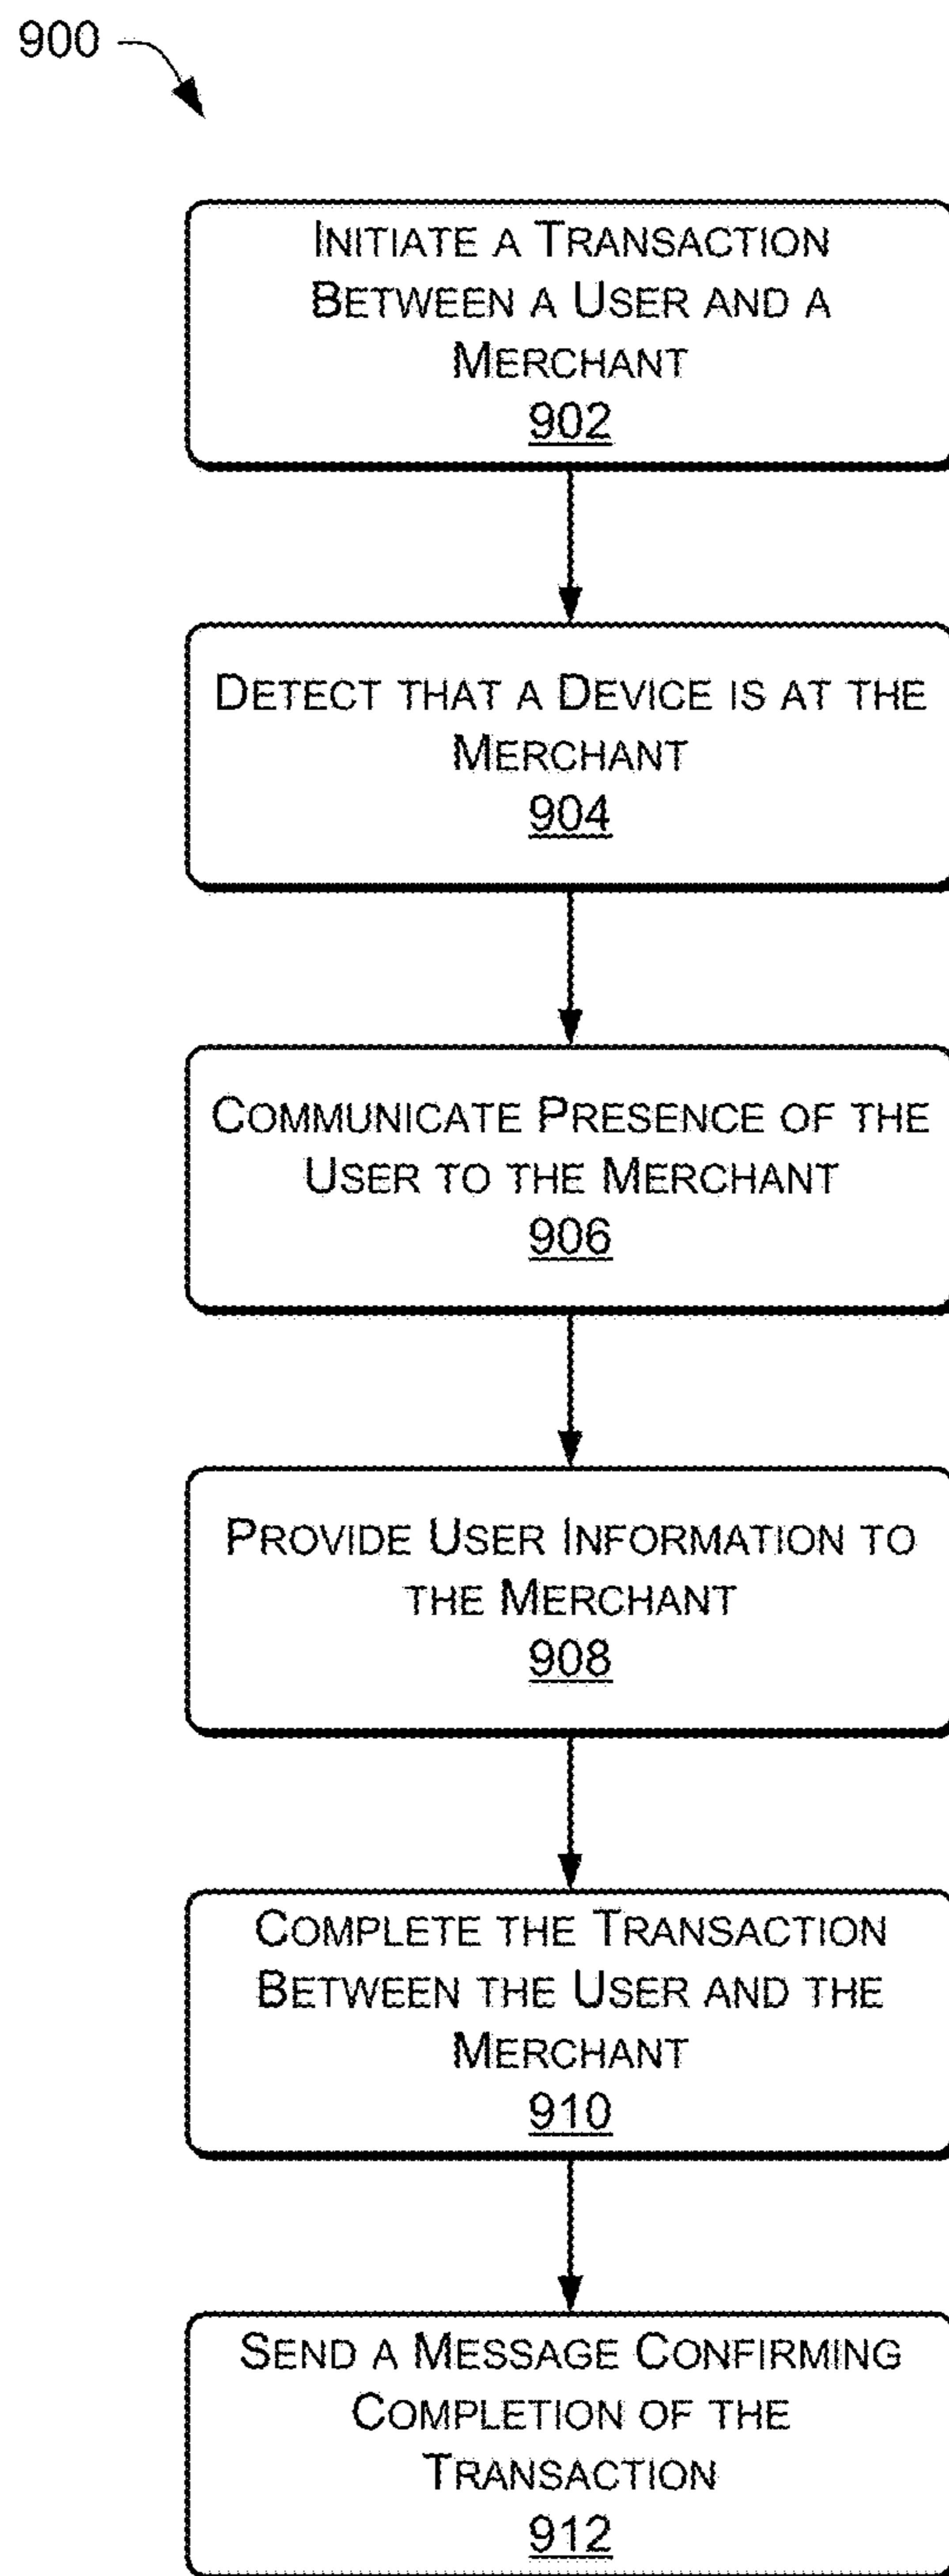 900
INITIATE A TRANSACTION
BETWEEN A USER AND A
MERCHANT
902
DETECT THAT A DEVICE IS AT THE
MERCHANT
904
COMMUNICATE PRESENCE OF THE
USER TO THE MERCHANT
906
PROVIDE USER INFORMATION TO
THE MERCHANT
908
COMPLETE THE TRANSACTION
BETWEEN THE USER AND THE
MERCHANT
910
SEND A MESSAGE CONFIRMING
COMPLETION OF THE
TRANSACTION
912